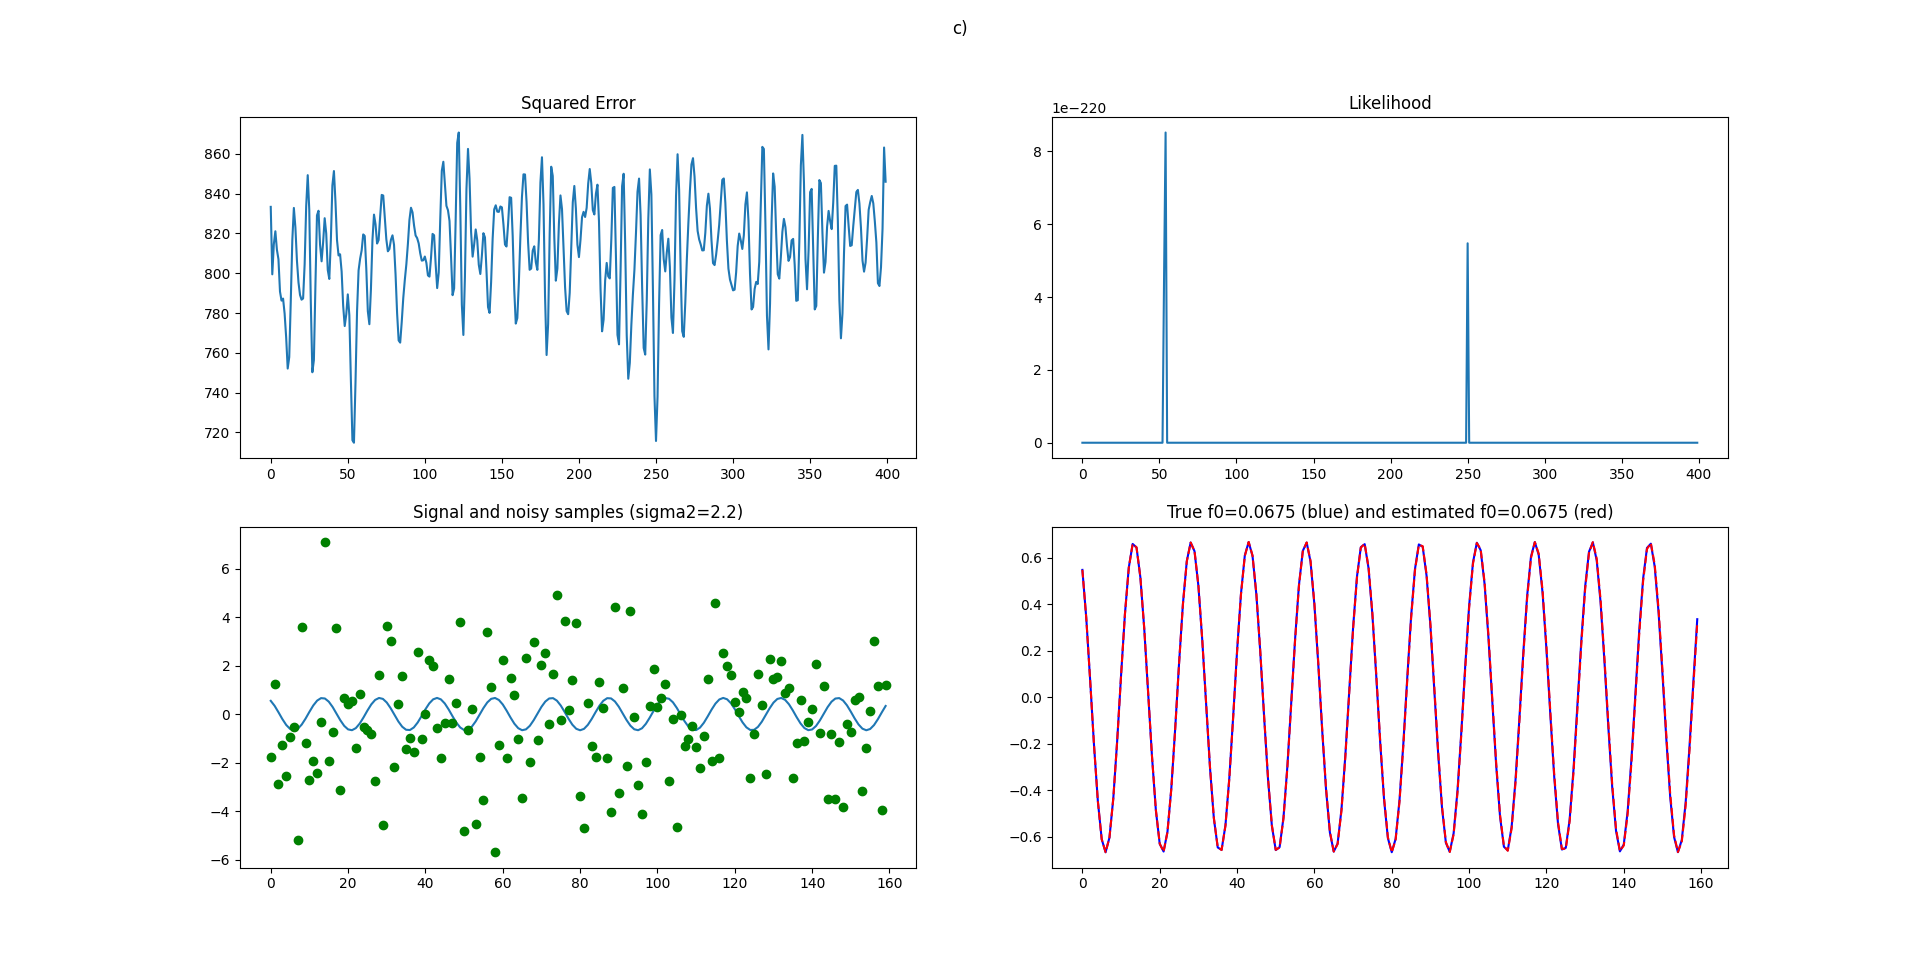 c)
Squared Error
860
840
820
800
780
760
740
720
0 50 100 150 200 250 300 350 400
Likelihood
1e−220
8
6
4
2
0
0 50 100 150 200 250 300 350 400
Signal and noisy samples (sigma2=2.2)
6
4
2
0
−2
−4
−6
0 20 40 60 80 100 120 140 160
True f0=0.0675 (blue) and estimated f0=0.0675 (red)
0.6
0.4
0.2
0.0
−0.2
−0.4
−0.6
0 20 40 60 80 100 120 140 160